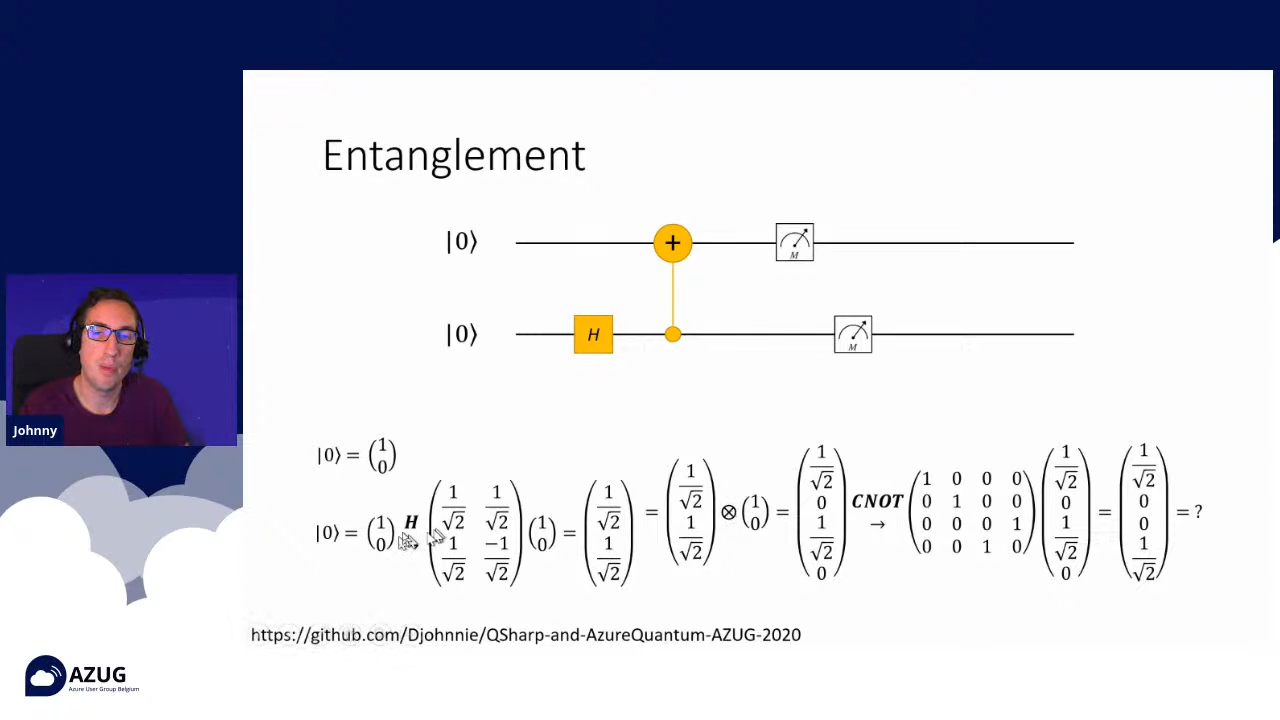 Entanglement
|0⟩
+
M
|0⟩
H
M
Johnny
|0⟩ = (1 0)
|0⟩ = (1 0) H → (1/√2 1/√2 1/√2 -1/√2) (1 0) = (1/√2 1/√2) = (1/√2 1/√2) ⊗ (1 0) = (1/√2 0 1/√2 0) CNOT → (1 0 0 0 0 1 0 0 0 0 0 1 0 0 1 0) (1/√2 0 1/√2 0) = (1/√2 0 0 1/√2) = ?
https://github.com/Djohnnie/QSharp-and-AzureQuantum-AZUG-2020
AZUG
Azure User Group Belgium